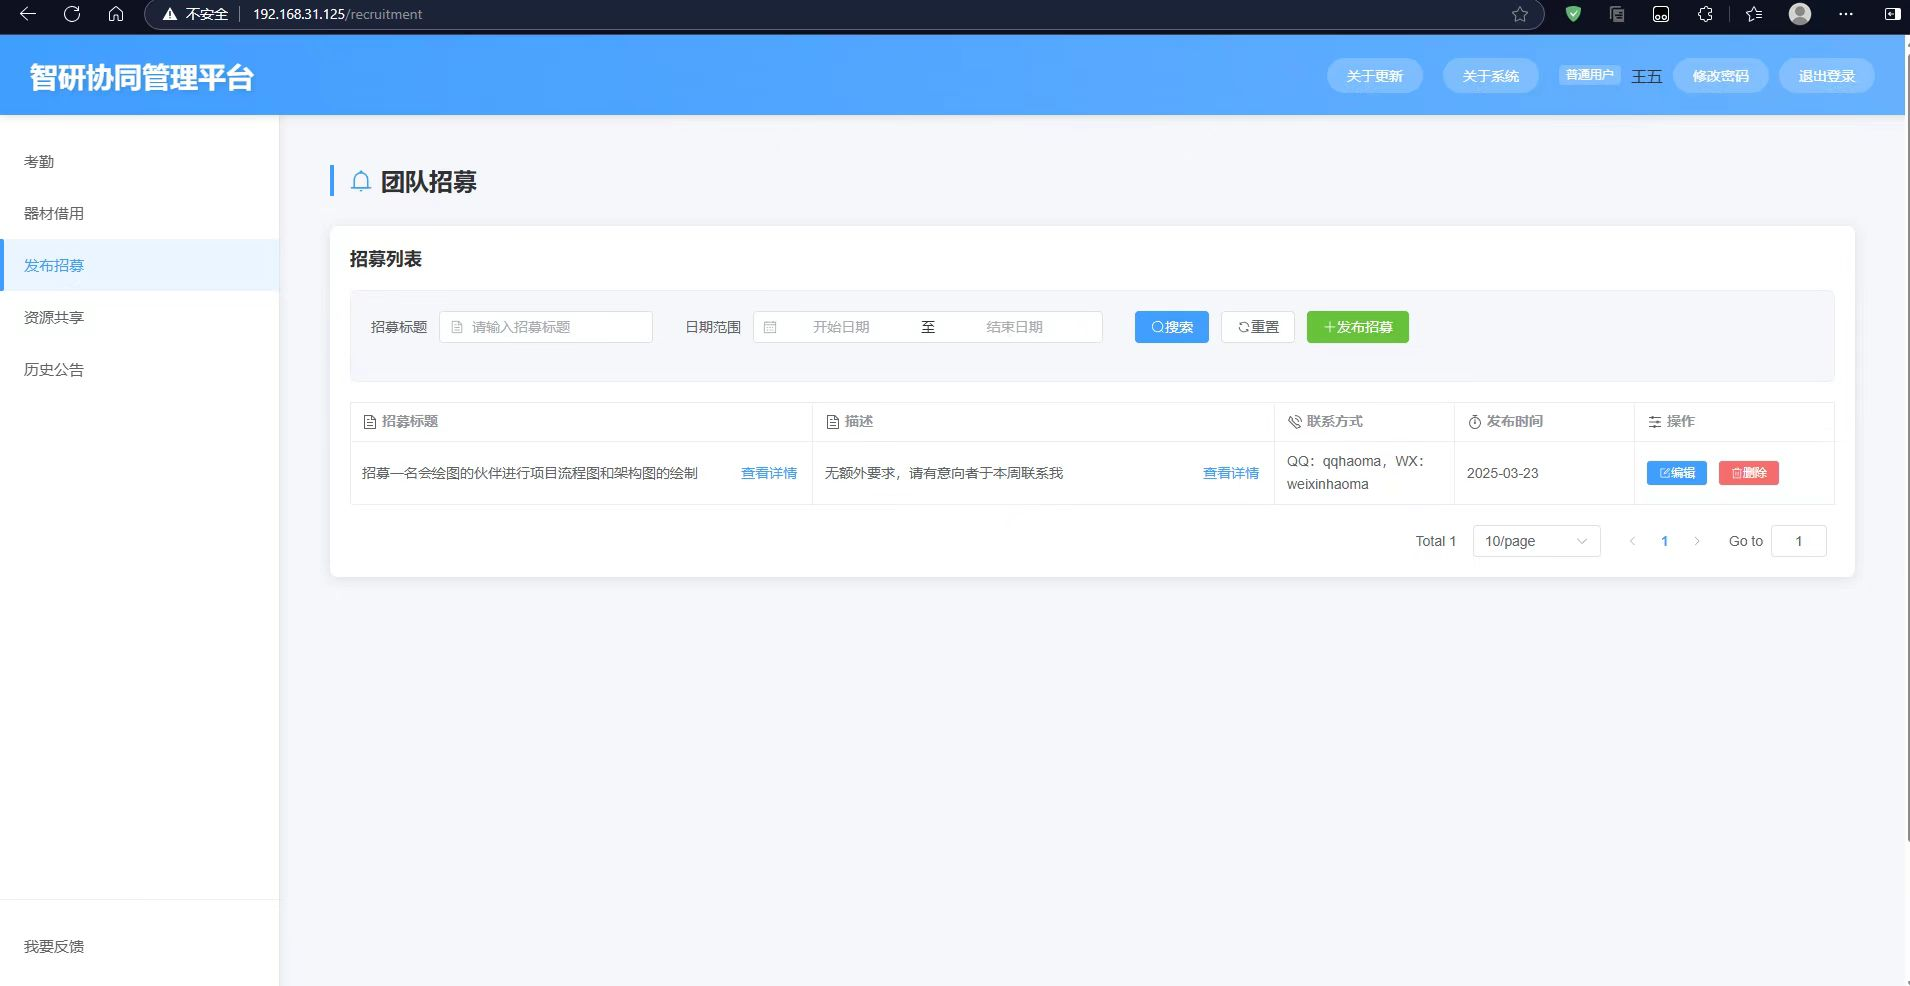 不安全 192.168.31.125/recruitment
智研协同管理平台
关于更新 关于系统 普通用户 王五 修改密码 退出登录
考勤
器材借用
发布招募
资源共享
历史公告
我要反馈
团队招募
招募列表
招募标题 请输入招募标题 日期范围 开始日期 至 结束日期 搜索 重置 发布招募
招募标题 描述 联系方式 发布时间 操作
招募一名会绘图的伙伴进行项目流程图和架构图的绘制 查看详情 无额外要求，请有意向者于本周联系我 查看详情 QQ：qqhaoma，WX：
weixinhaoma 2025-03-23 编辑 删除
Total 1 10/page 1 Go to 1